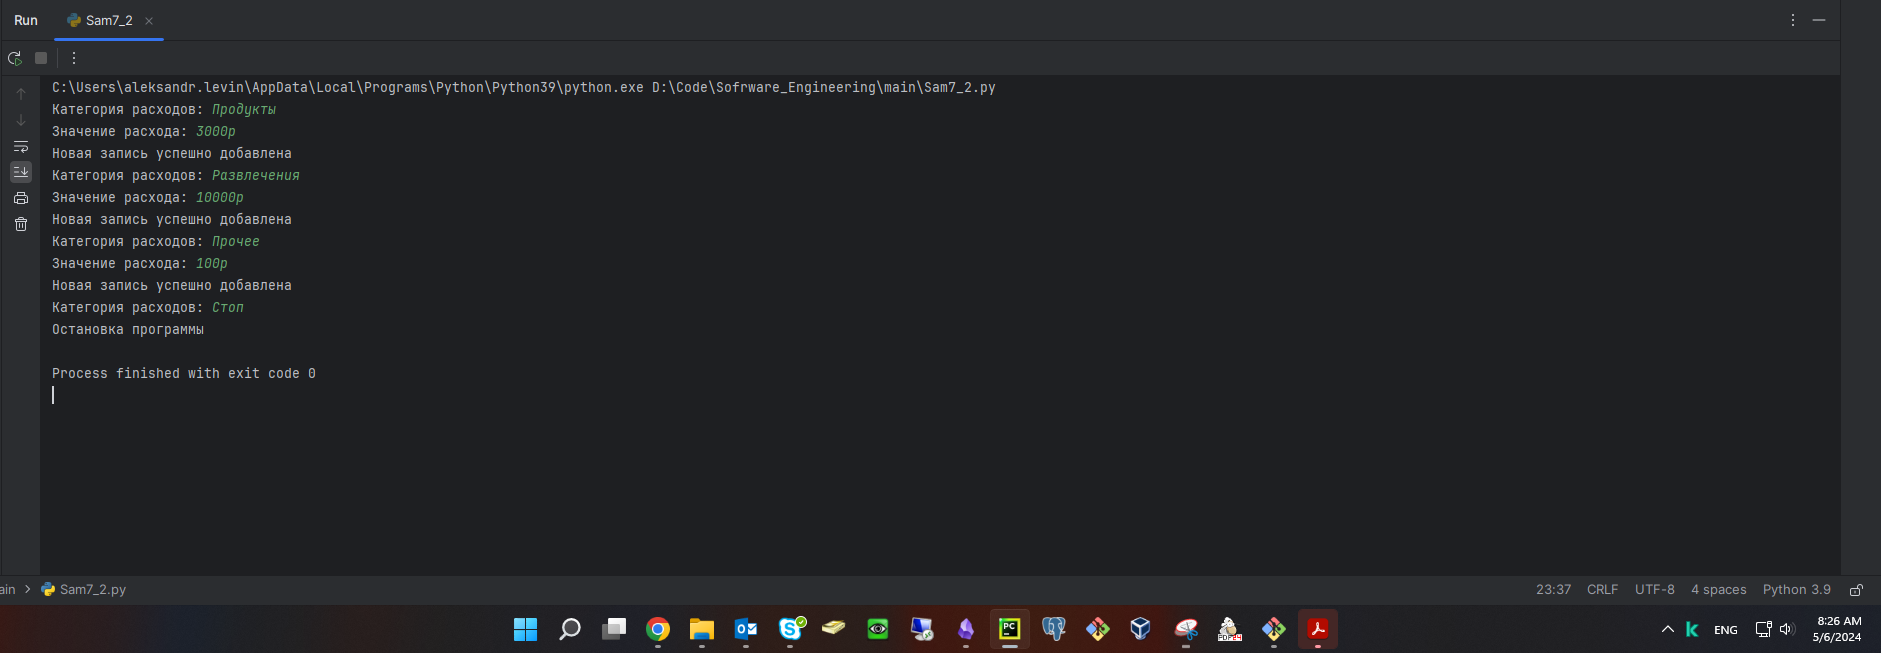 Run Sam7_2
C:\Users\aleksandr.levin\AppData\Local\Programs\Python\Python39\python.exe D:\Code\Sofrware_Engineering\main\Sam7_2.py
Категория расходов: Продукты
Значение расхода: 3000р
Новая запись успешно добавлена
Категория расходов: Развлечения
Значение расхода: 10000р
Новая запись успешно добавлена
Категория расходов: Прочее
Значение расхода: 100р
Новая запись успешно добавлена
Категория расходов: Стоп
Остановка программы
Process finished with exit code 0
ain > Sam7_2.py 23:37 CRLF UTF-8 4 spaces Python 3.9
PC
ENG
8:26 AM
5/6/2024